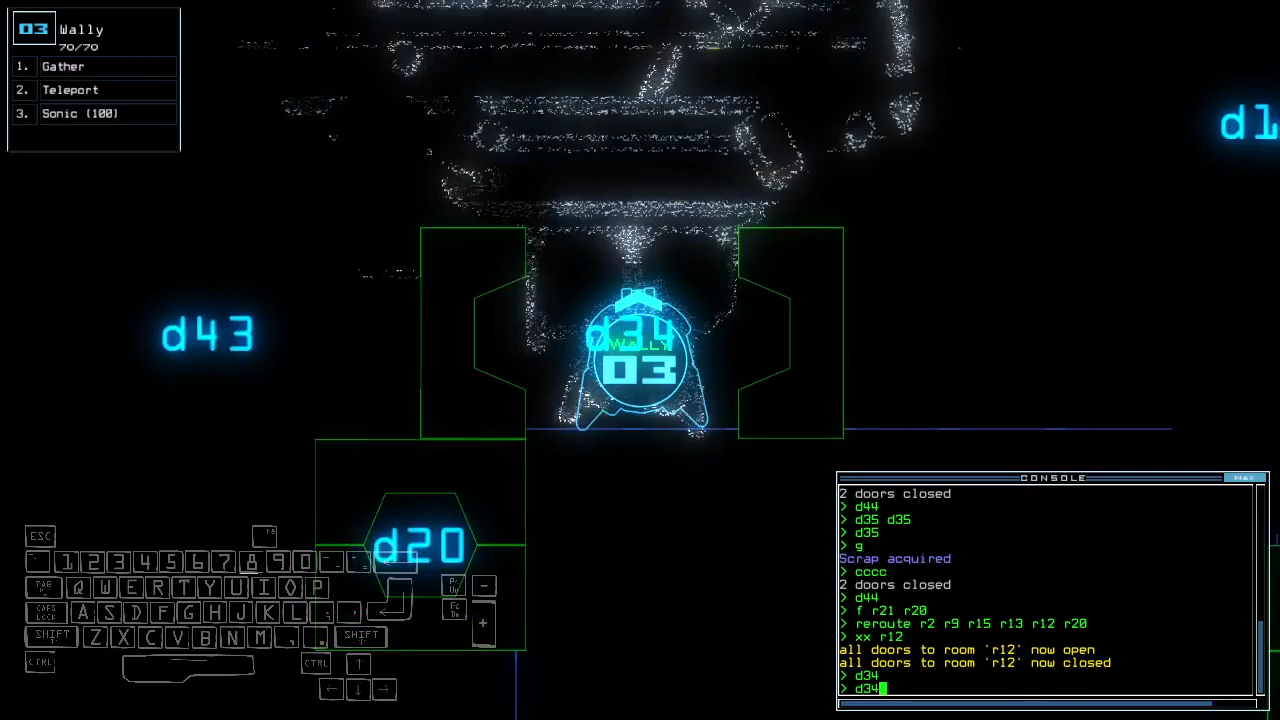 03 Wally
70/70
1. Gather
2. Teleport
3. Sonic (100)
d43
d34
WALLY
03
d20
CONSOLE
MAX
2 doors closed
> d44
> d35 d35
> d35
> g
Scrap acquired
> cccc
2 doors closed
> d44
> f r21 r20
> reroute r2 r9 r15 r13 r12 r20
> xx r12
all doors to room 'r12' now open
all doors to room 'r12' now closed
> d34
> d34
ESC
1 2 3 4 5 6 7 8 9 0
TAB Q W E R T Y U I O P
CAPS LOCK A S D F G H J K L
SHIFT Z X C V B N M SHIFT
CTRL CTRL